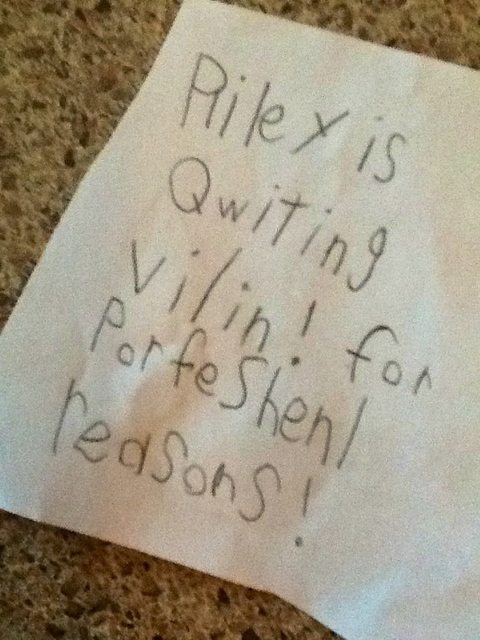 Riley is
Qwiting
Vilin! for
Porfeshenl
reasons!